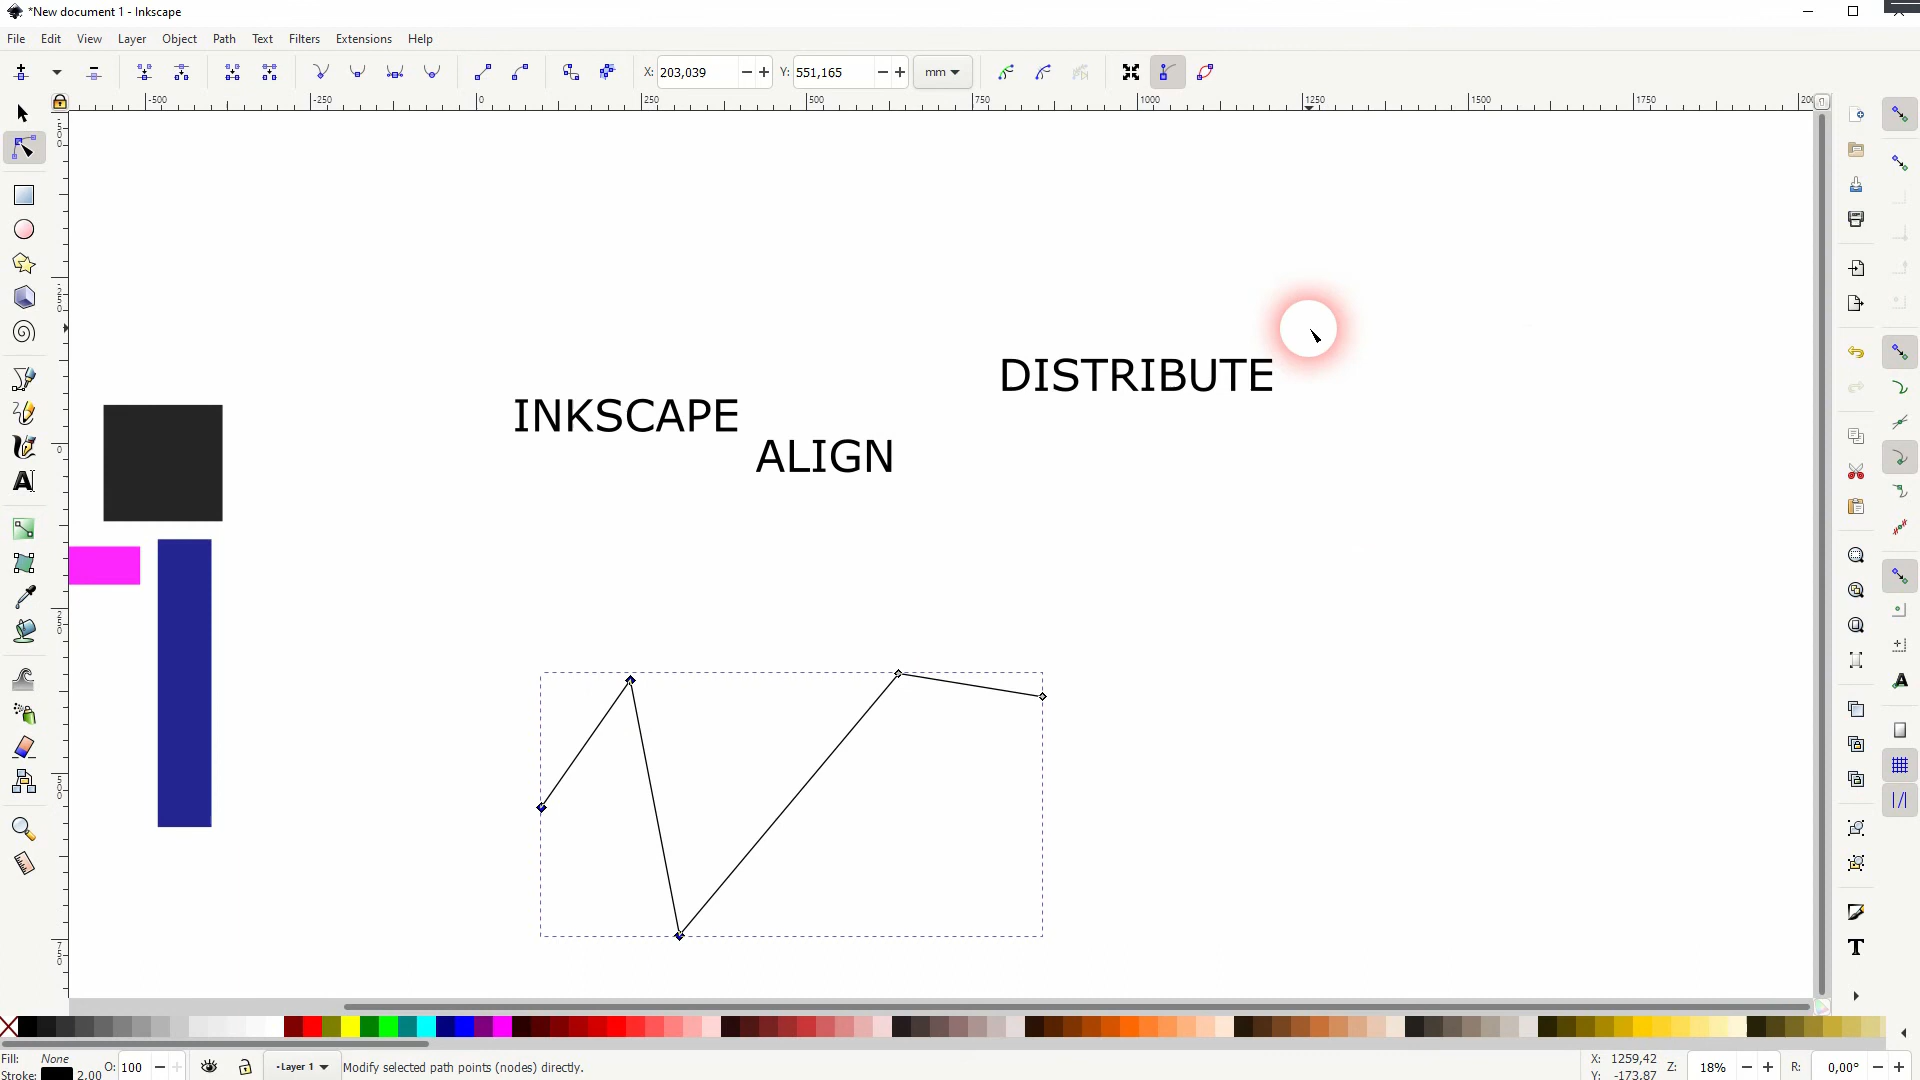 *New document 1 - Inkscape
File Edit View Layer Object Path Text Filters Extensions Help
X: 203,039 Y: 551,165 mm
-500 -250 0 250 500 750 1000 1250 1500 1750 200
DISTRIBUTE
INKSCAPE
ALIGN
Fill: None O: 100 Layer 1 Modify selected path points (nodes) directly. X: 1259,42 Z: 18% R: 0,00°
Stroke: 2,00 Y: -173,87